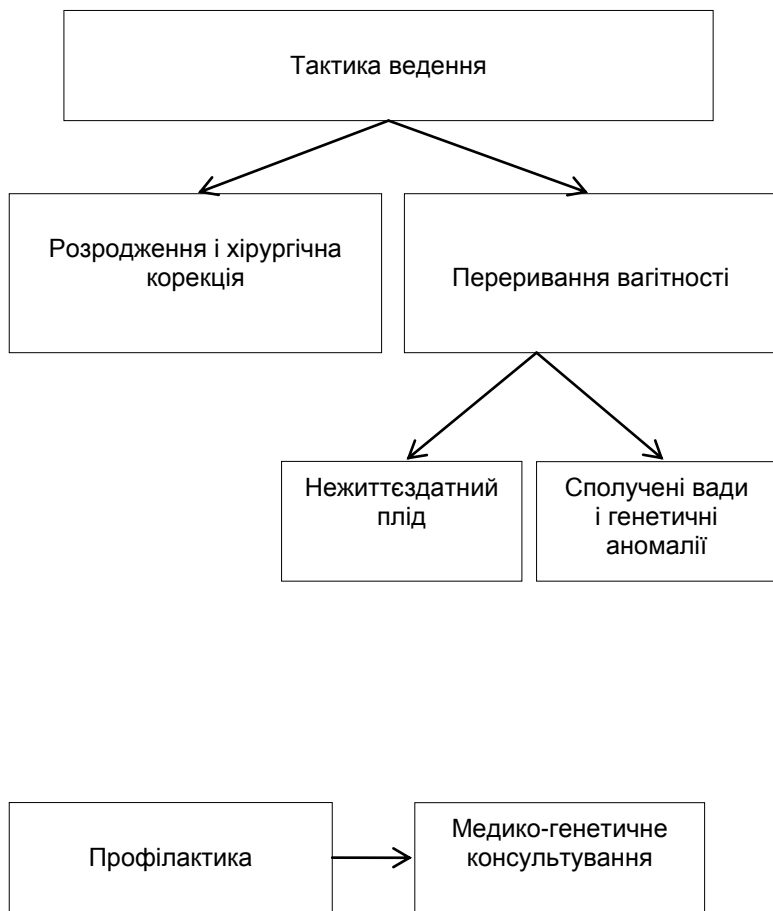 Тактика ведення
Розродження і хірургічна
корекція
Переривання вагітності
Нежиттєздатний
плід
Сполучені вади
і генетичні
аномалії
Профілактика
Медико-генетичне
консультування